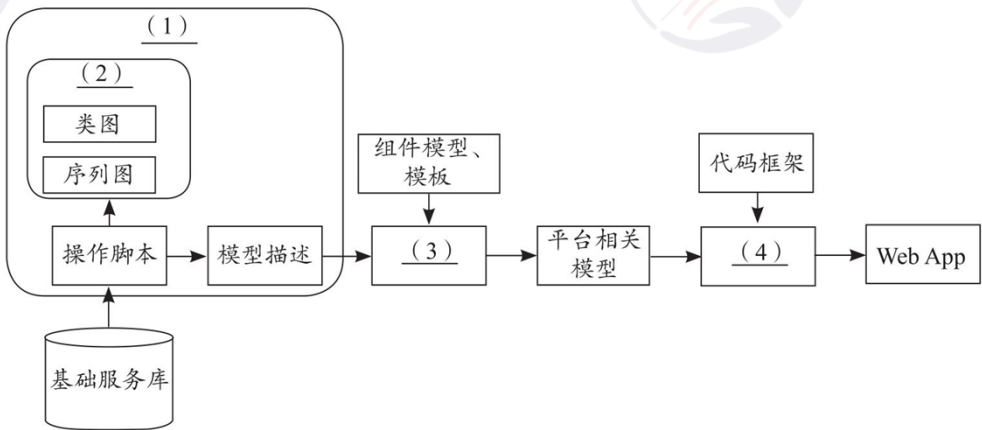 (1)
(2)
类图
序列图
操作脚本
模型描述
组件模型、
模板
(3)
平台相关
模型
代码框架
(4)
Web App
基础服务库